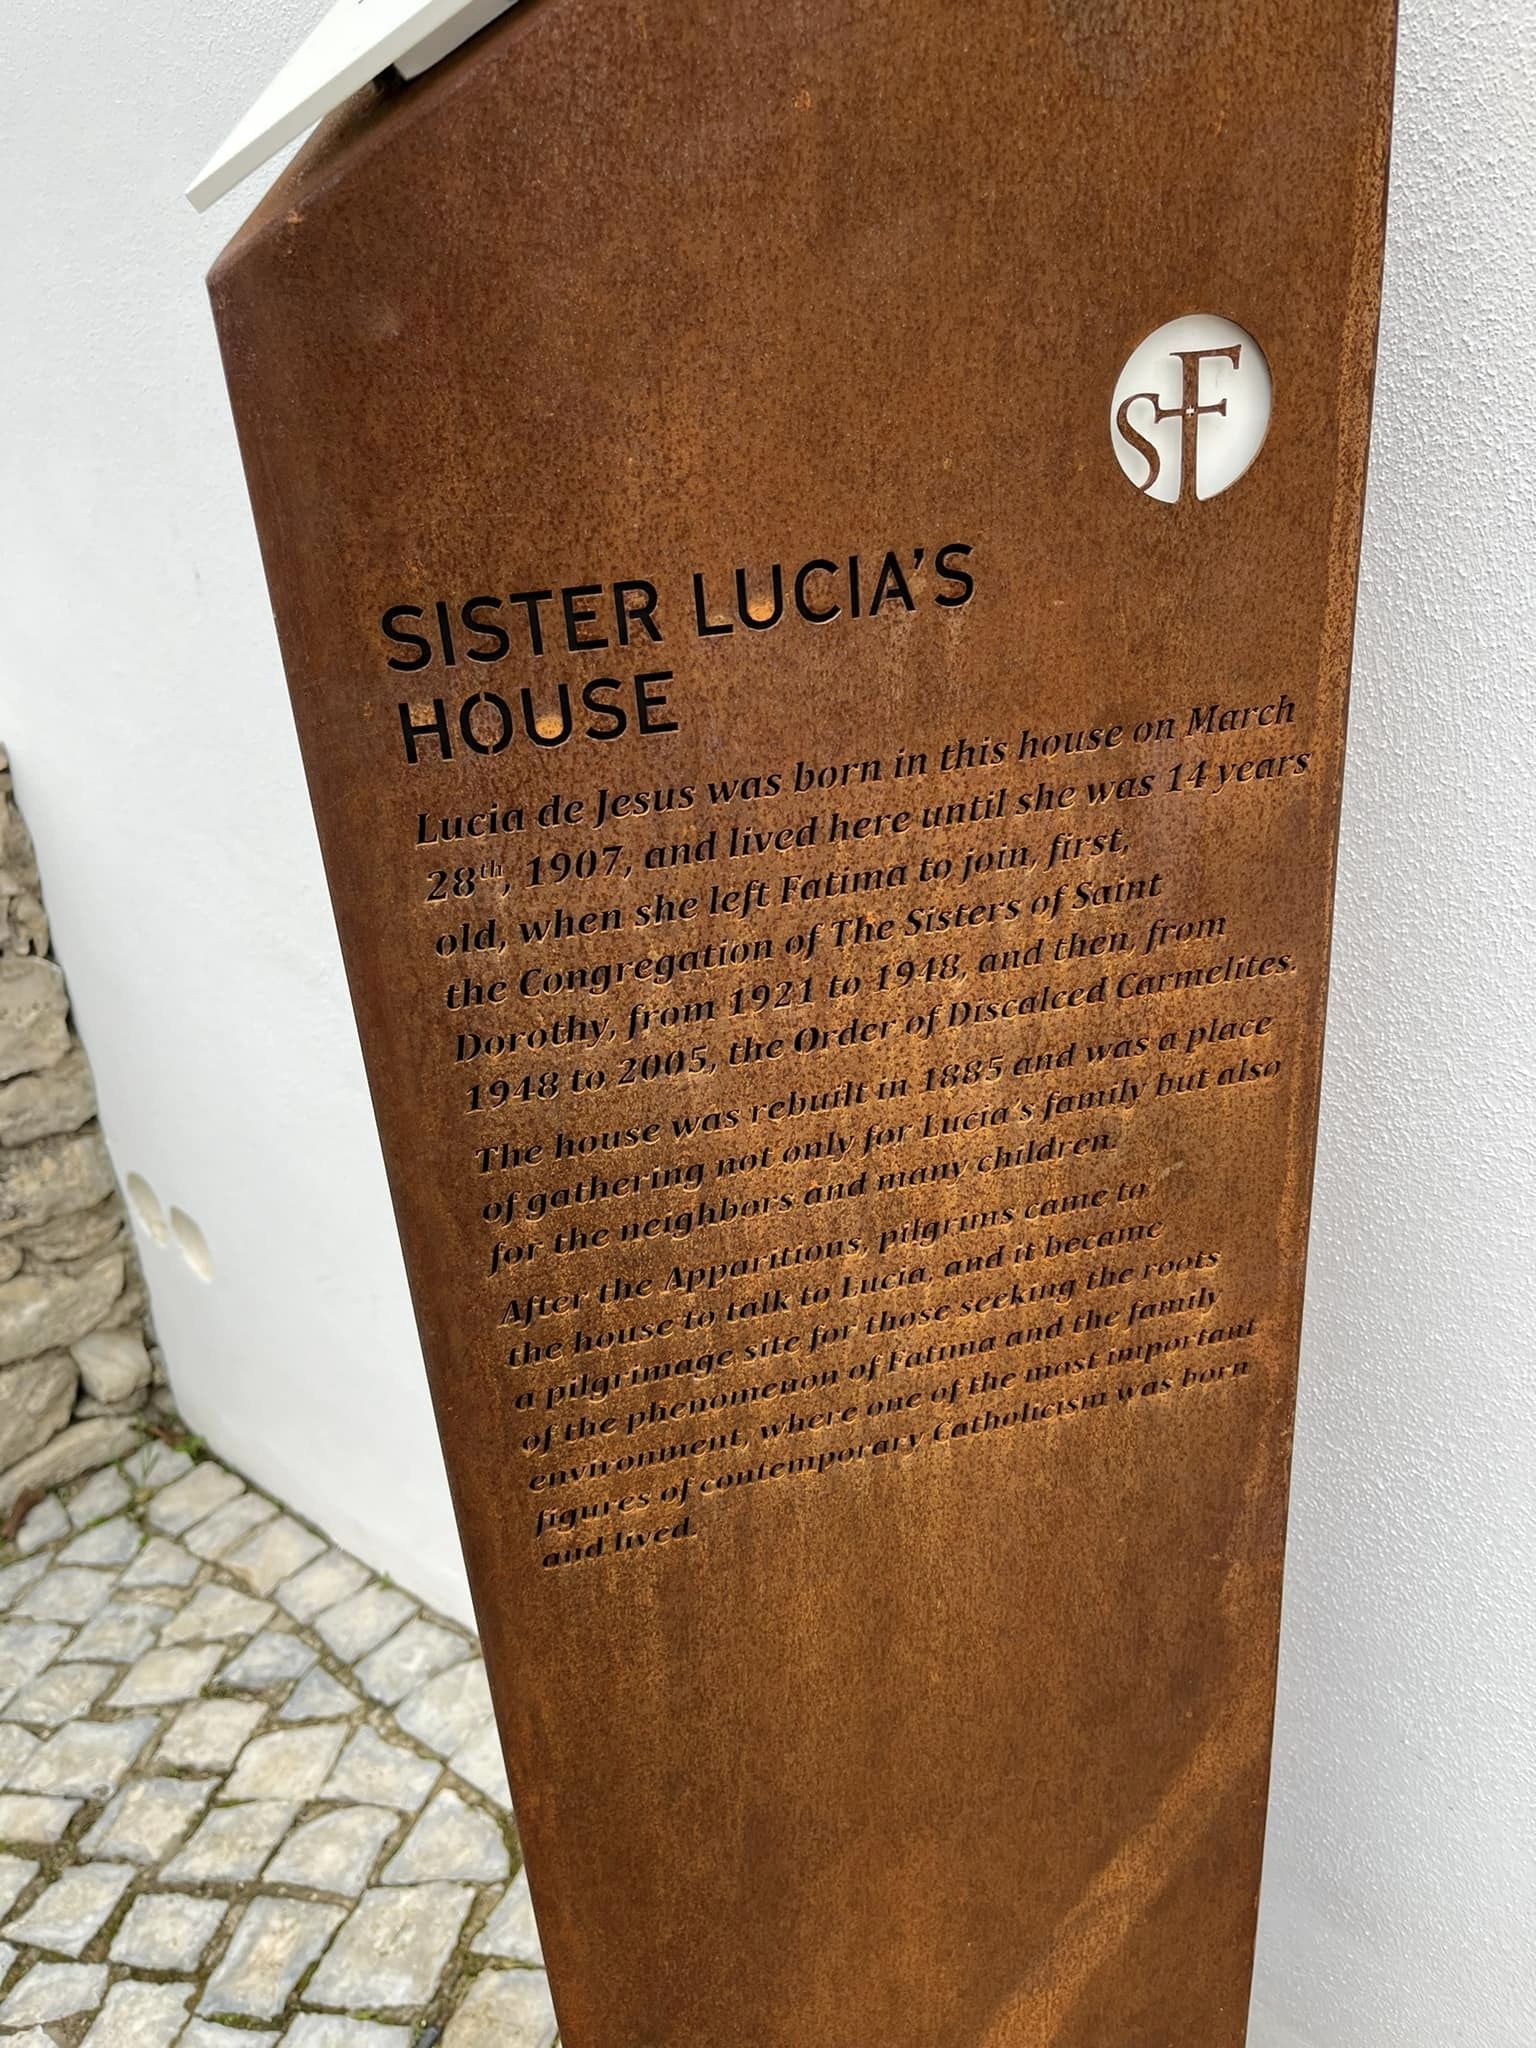 SF
SISTER LUCIA'S
HOUSE
Lucia de Jesus was born in this house on March
28th, 1907, and lived here until she was 14 years
old, when she left Fatima to join, first,
the Congregation of The Sisters of Saint
Dorothy, from 1921 to 1948, and then, from
1948 to 2005, the Order of Discalced Carmelites.
The house was rebuilt in 1885 and was a place
of gathering not only for Lucia's family but also
for the neighbors and many children.
After the Apparitions, pilgrims came to
the house to talk to Lucia, and it became
a pilgrimage site for those seeking the roots
of the phenomenon of Fatima and the family
environment, where one of the most important
figures of contemporary Catholicism was born
and lived.